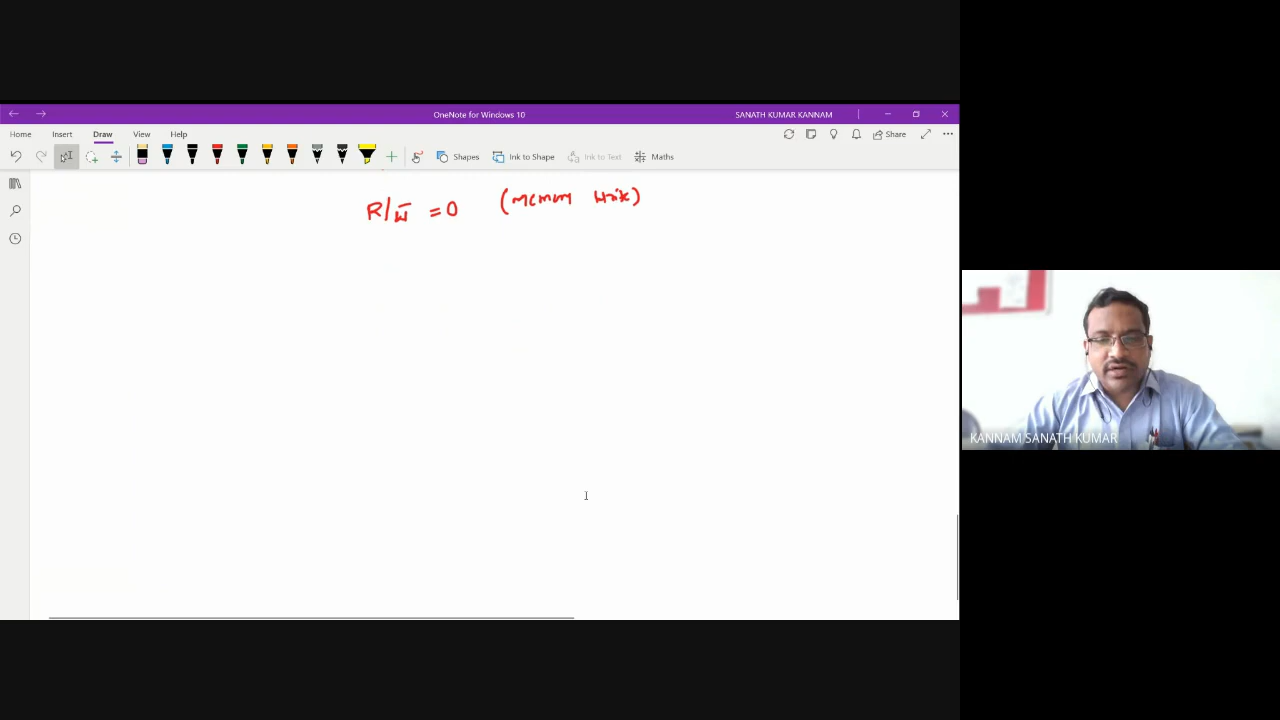 OneNote for Windows 10
SANATH KUMAR KANNAM
Home Insert Draw View Help
Share
Shapes Ink to Shape Ink to Text Maths
R/W̅ = 0 (memory write)
KANNAM SANATH KUMAR